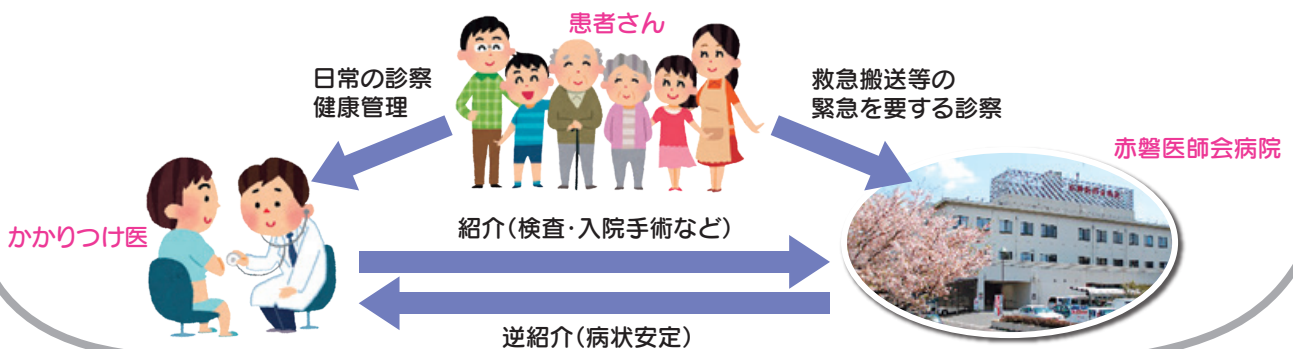 患者さん
日常の診察
健康管理
救急搬送等の
緊急を要する診察
赤磐医師会病院
かかりつけ医
紹介(検査・入院手術など)
逆紹介(病状安定)